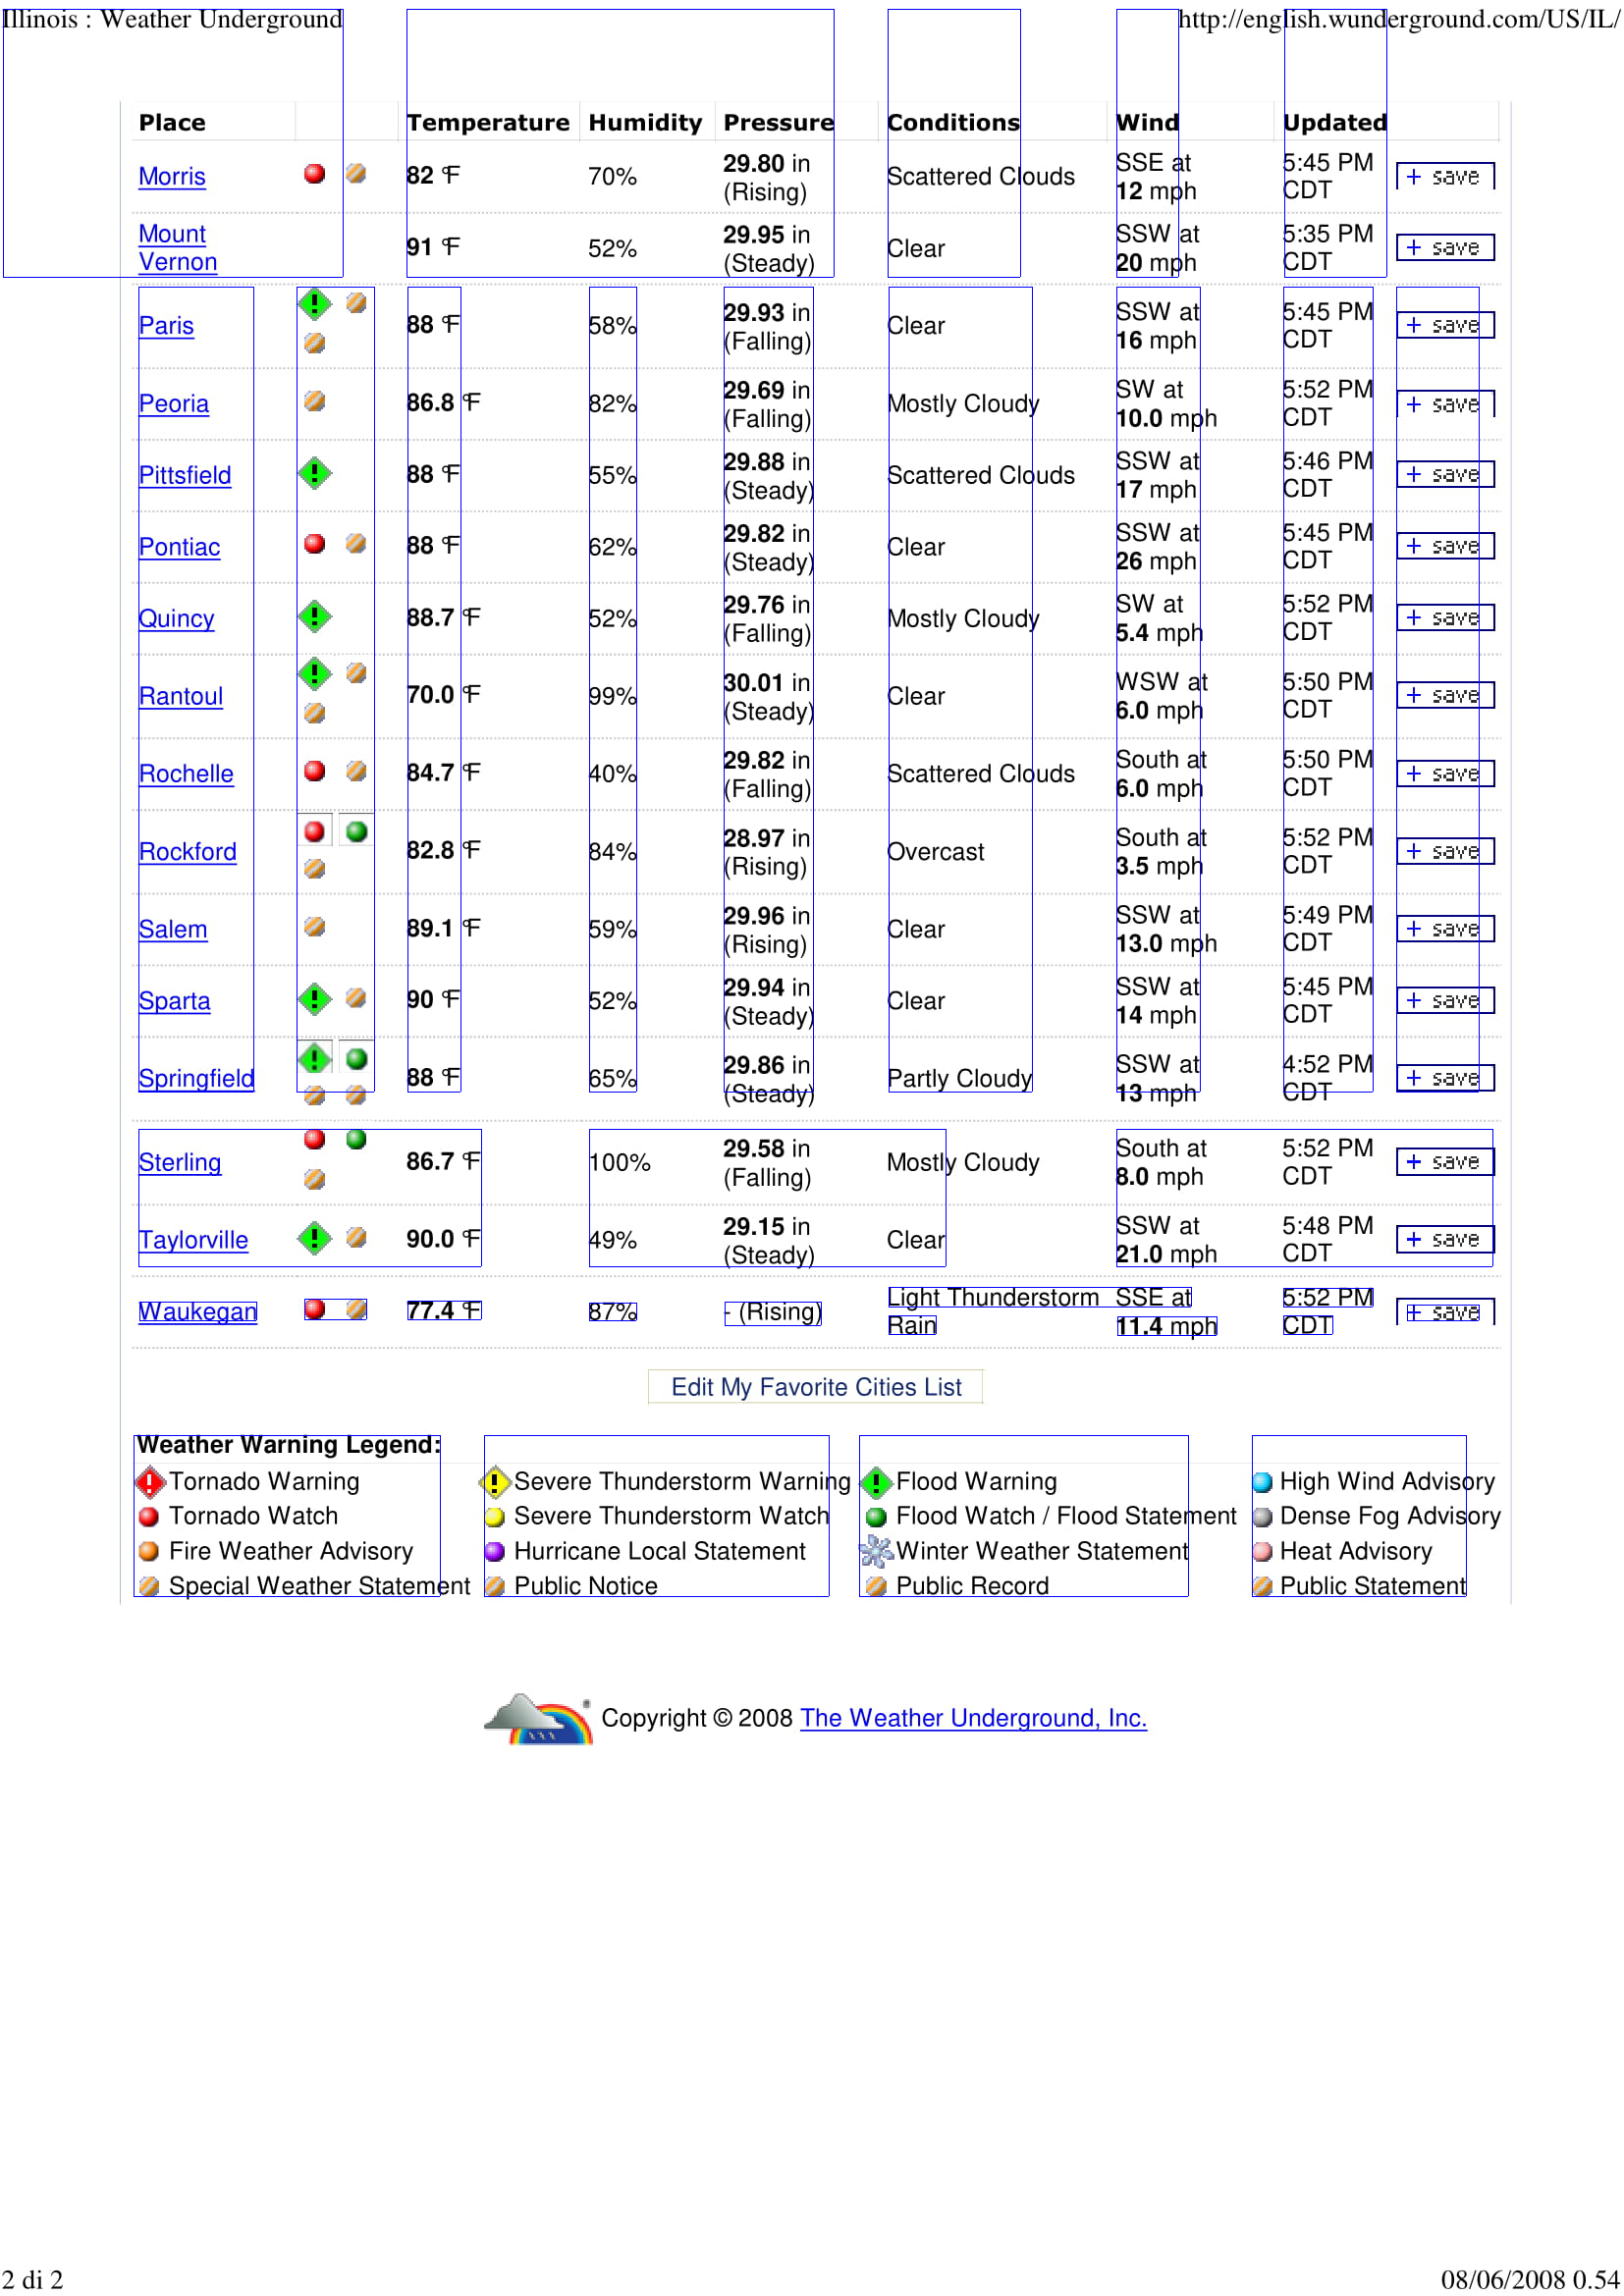 Illinois : Weather Underground http://english.wunderground.com/US/IL/
Place Temperature Humidity Pressure Conditions Wind Updated
Morris 82 °F 70% 29.80 in (Rising) Scattered Clouds SSE at 12 mph 5:45 PM CDT + save
Mount Vernon 91 °F 52% 29.95 in (Steady) Clear SSW at 20 mph 5:35 PM CDT + save
Paris 88 °F 58% 29.93 in (Falling) Clear SSW at 16 mph 5:45 PM CDT + save
Peoria 86.8 °F 82% 29.69 in (Falling) Mostly Cloudy SW at 10.0 mph 5:52 PM CDT + save
Pittsfield 88 °F 55% 29.88 in (Steady) Scattered Clouds SSW at 17 mph 5:46 PM CDT + save
Pontiac 88 °F 62% 29.82 in (Steady) Clear SSW at 26 mph 5:45 PM CDT + save
Quincy 88.7 °F 52% 29.76 in (Falling) Mostly Cloudy SW at 5.4 mph 5:52 PM CDT + save
Rantoul 70.0 °F 99% 30.01 in (Steady) Clear WSW at 6.0 mph 5:50 PM CDT + save
Rochelle 84.7 °F 40% 29.82 in (Falling) Scattered Clouds South at 6.0 mph 5:50 PM CDT + save
Rockford 82.8 °F 84% 28.97 in (Rising) Overcast South at 3.5 mph 5:52 PM CDT + save
Salem 89.1 °F 59% 29.96 in (Rising) Clear SSW at 13.0 mph 5:49 PM CDT + save
Sparta 90 °F 52% 29.94 in (Steady) Clear SSW at 14 mph 5:45 PM CDT + save
Springfield 88 °F 65% 29.86 in (Steady) Partly Cloudy SSW at 13 mph 4:52 PM CDT + save
Sterling 86.7 °F 100% 29.58 in (Falling) Mostly Cloudy South at 8.0 mph 5:52 PM CDT + save
Taylorville 90.0 °F 49% 29.15 in (Steady) Clear SSW at 21.0 mph 5:48 PM CDT + save
Waukegan 77.4 °F 87% - (Rising) Light Thunderstorm Rain SSE at 11.4 mph 5:52 PM CDT + save
Edit My Favorite Cities List
Weather Warning Legend:
Tornado Warning Severe Thunderstorm Warning Flood Warning High Wind Advisory
Tornado Watch Severe Thunderstorm Watch Flood Watch / Flood Statement Dense Fog Advisory
Fire Weather Advisory Hurricane Local Statement Winter Weather Statement Heat Advisory
Special Weather Statement Public Notice Public Record Public Statement
Copyright © 2008 The Weather Underground, Inc.
2 di 2 08/06/2008 0.54